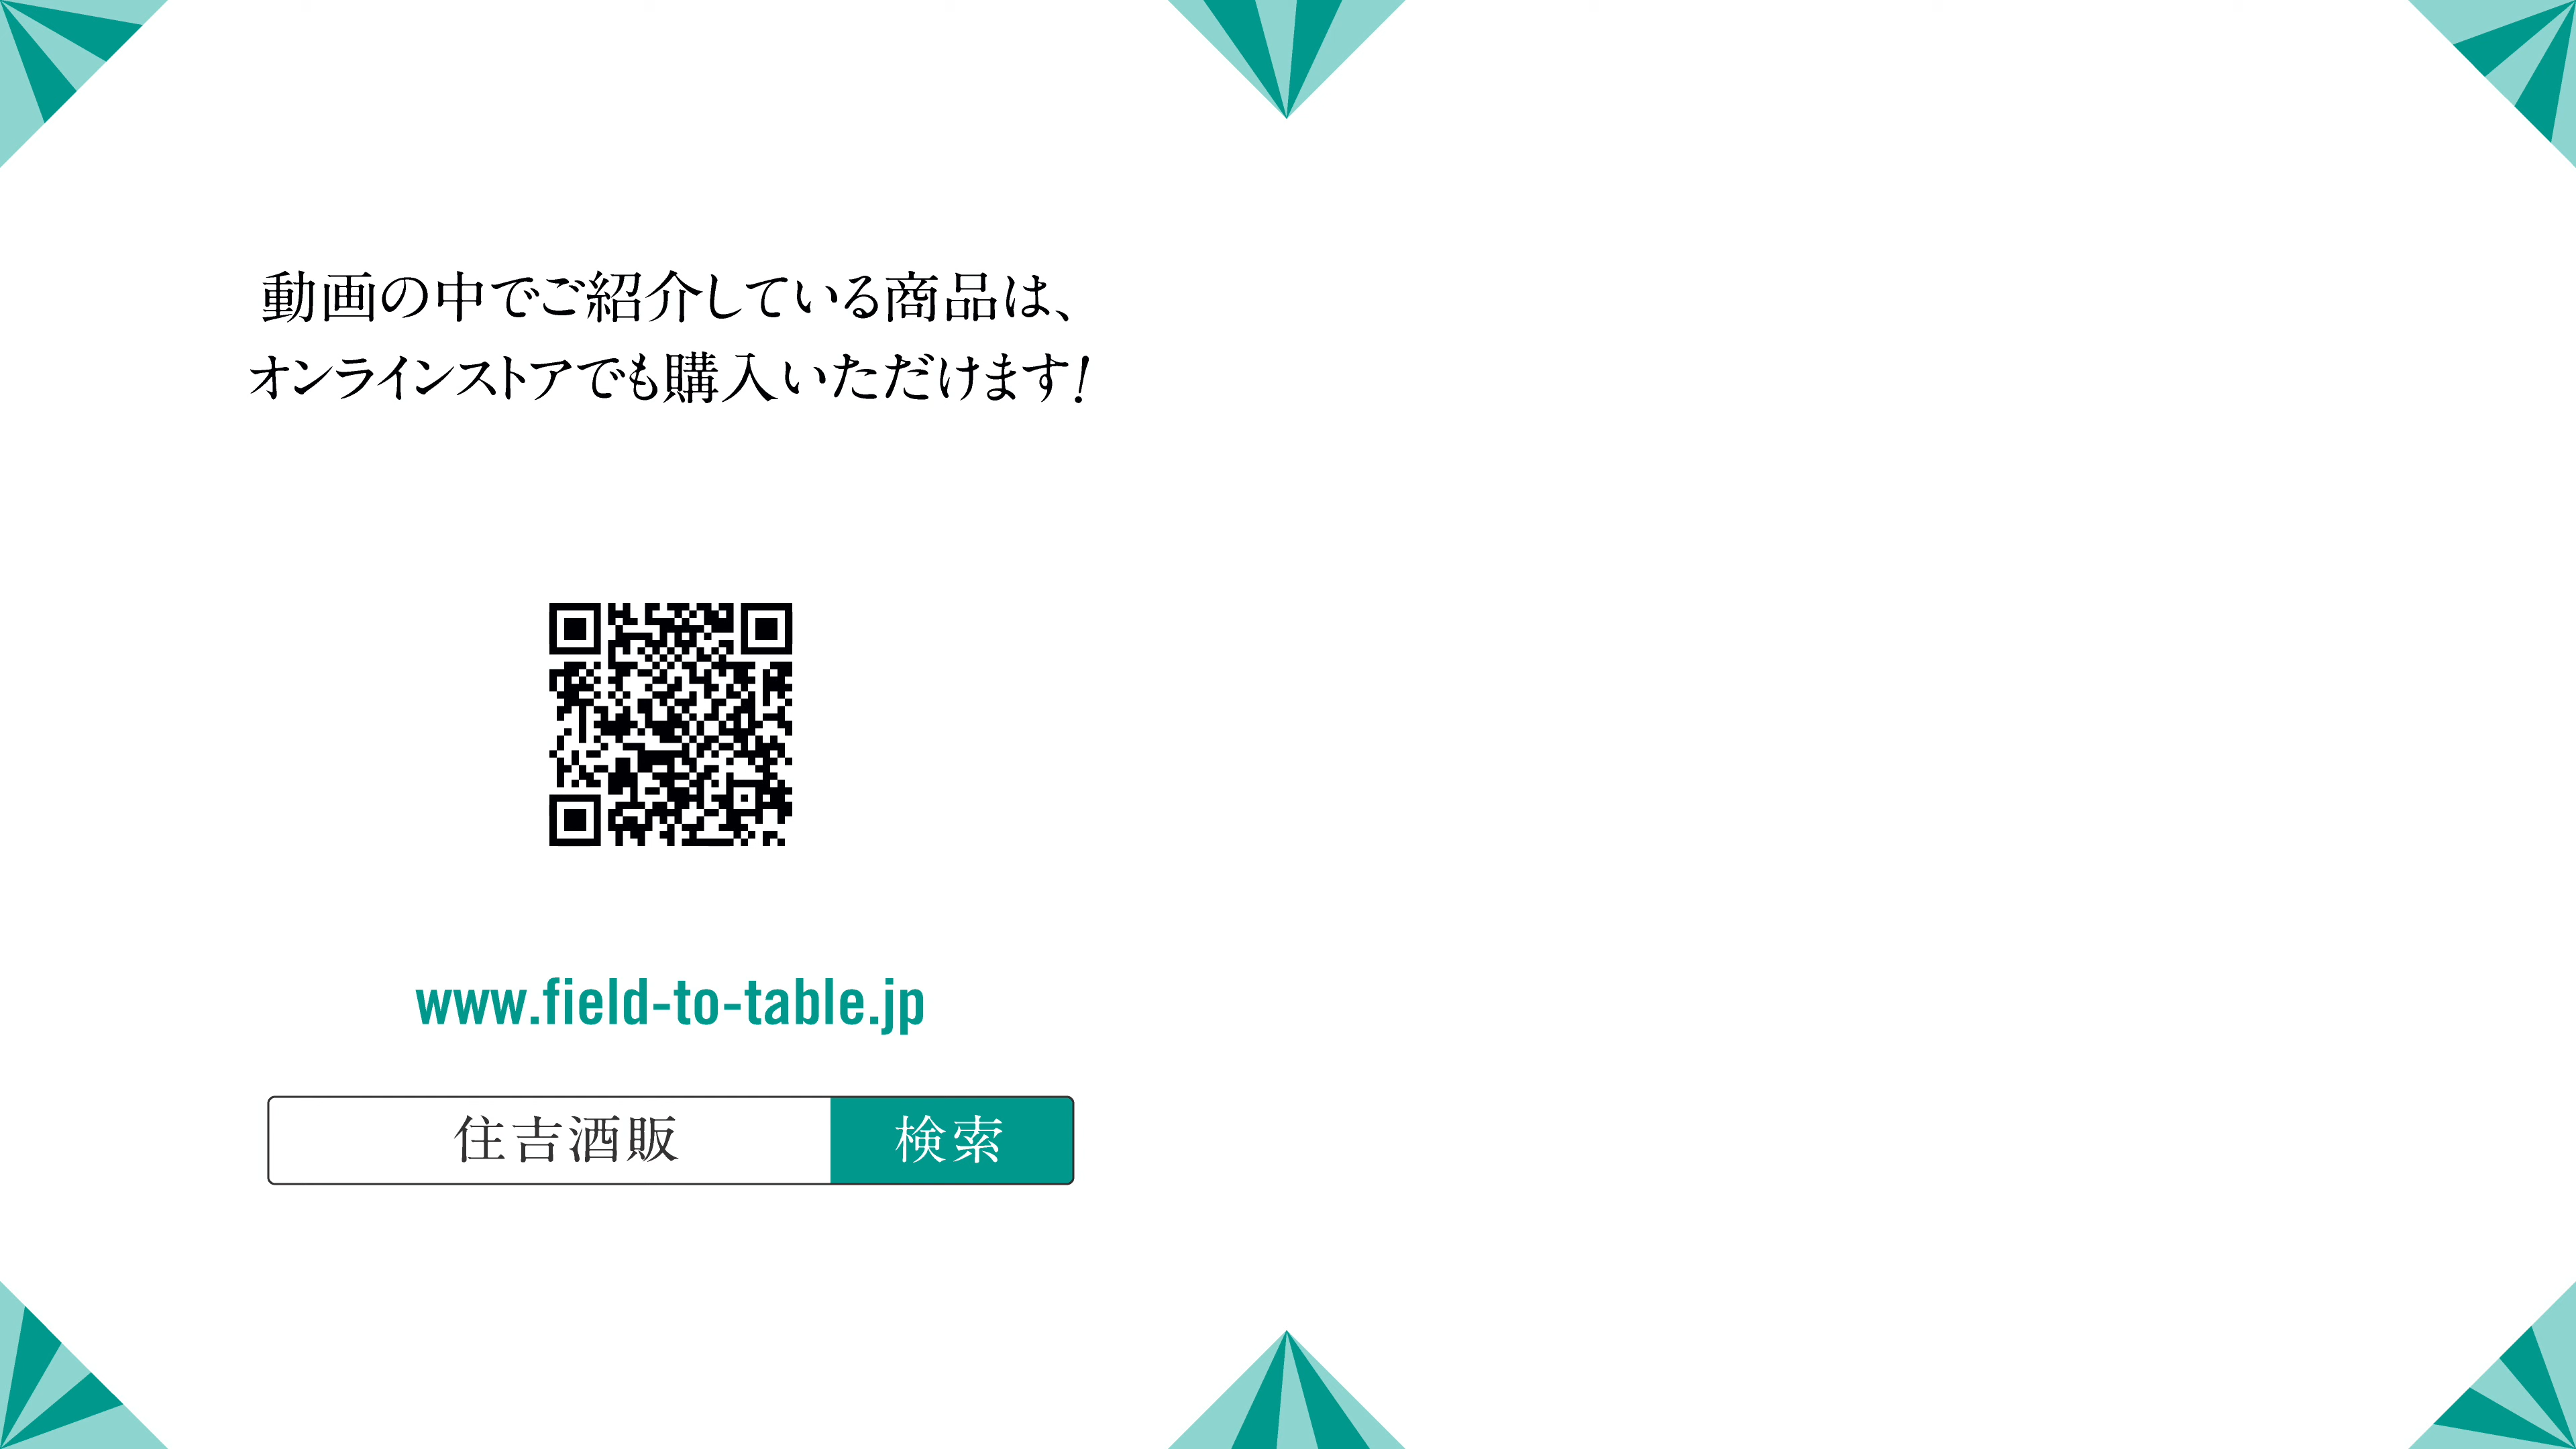 動画の中でご紹介している商品は、
オンラインストアでも購入いただけます!
www.field-to-table.jp
住吉酒販 検索